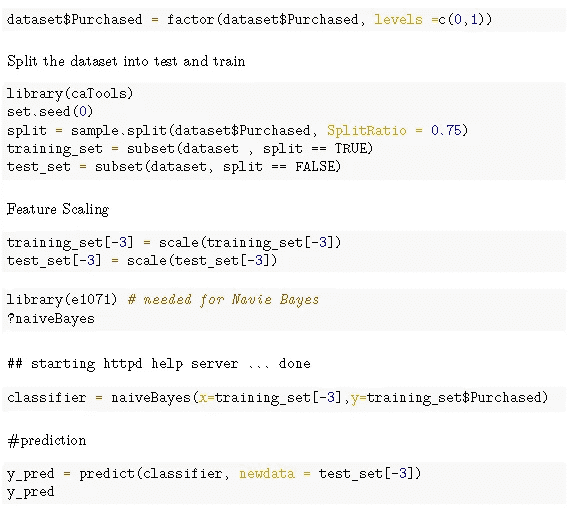 dataset$Purchased = factor(dataset$Purchased, levels =c(0,1))
Split the dataset into test and train
library(caTools)
set.seed(0)
split = sample.split(dataset$Purchased, SplitRatio = 0.75)
training_set = subset(dataset , split == TRUE)
test_set = subset(dataset, split == FALSE)
Feature Scaling
training_set[-3] = scale(training_set[-3])
test_set[-3] = scale(test_set[-3])
library(e1071) # needed for Navie Bayes
?naiveBayes
## starting httpd help server ... done
classifier = naiveBayes(x=training_set[-3],y=training_set$Purchased)
#prediction
y_pred = predict(classifier, newdata = test_set[-3])
y_pred